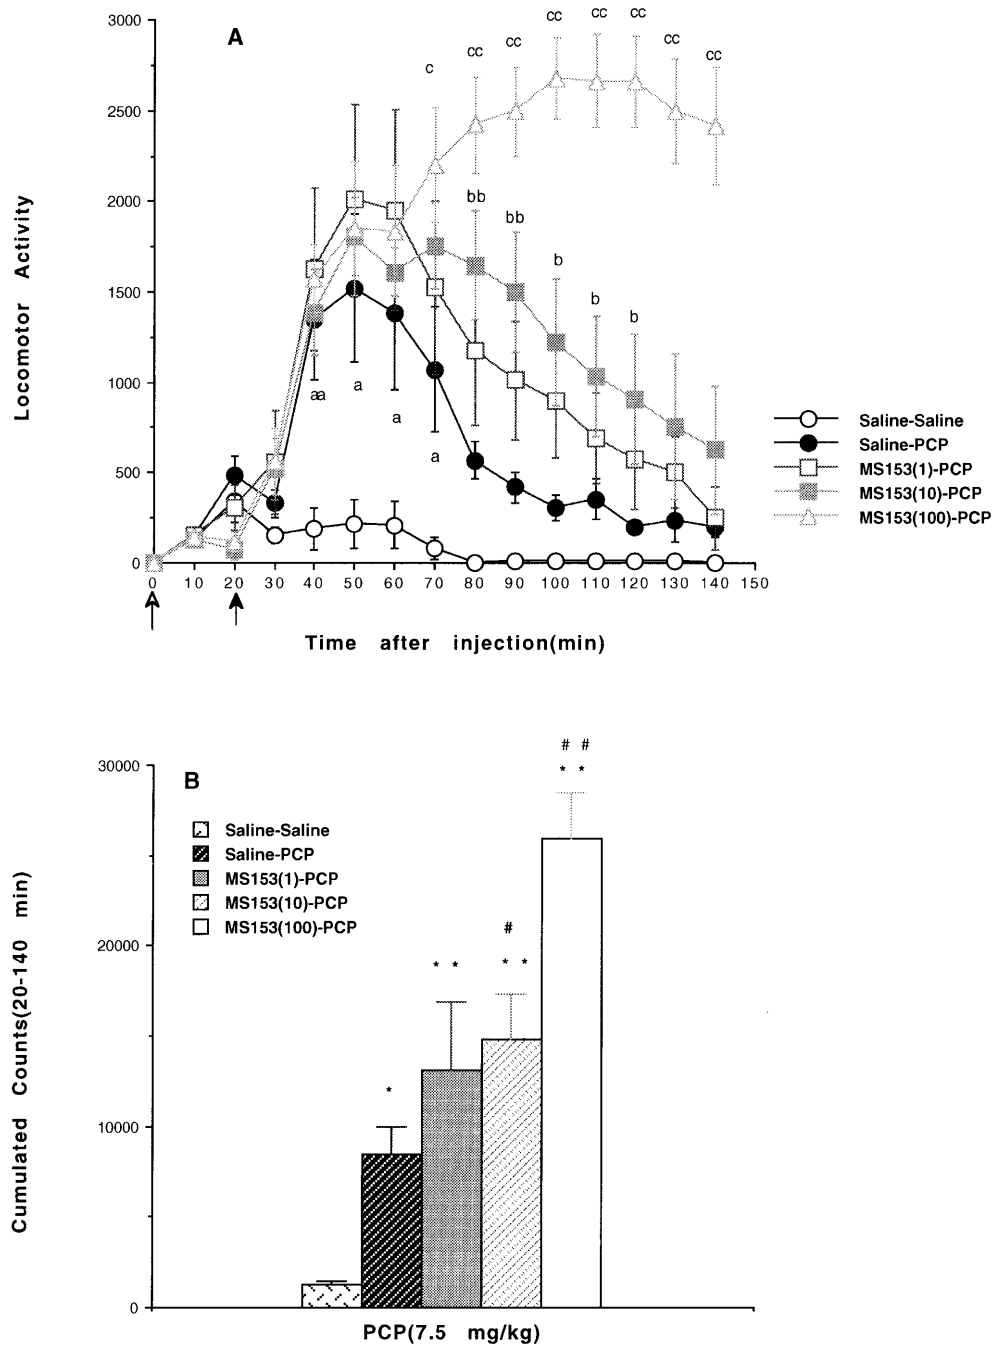 3000
2500
2000
1500
1000
500
0
Locomotor Activity
A
c
cc
cc
cc
cc
cc
cc
cc
bb
bb
b
b
b
aa
a
a
a
0 10 20 30 40 50 60 70 80 90 100 110 120 130 140 150
Time after injection(min)
Saline-Saline
Saline-PCP
MS153(1)-PCP
MS153(10)-PCP
MS153(100)-PCP
30000
20000
10000
0
Cumulated Counts(20-140 min)
B
Saline-Saline
Saline-PCP
MS153(1)-PCP
MS153(10)-PCP
MS153(100)-PCP
*
* *
#
* *
# #
* *
PCP(7.5 mg/kg)